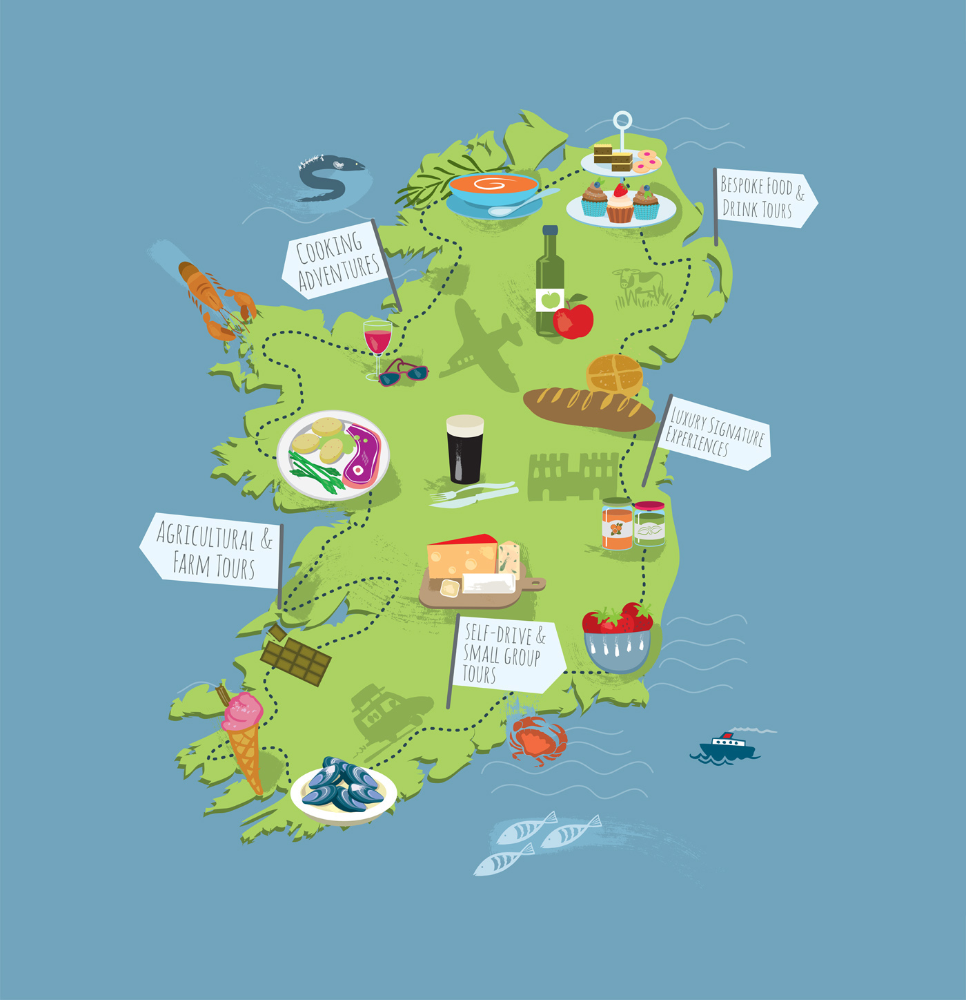 BESPOKE FOOD &
DRINK TOURS
COOKING
ADVENTURES
LUXURY SIGNATURE
EXPERIENCES
AGRICULTURAL &
FARM TOURS
SELF-DRIVE &
SMALL GROUP
TOURS